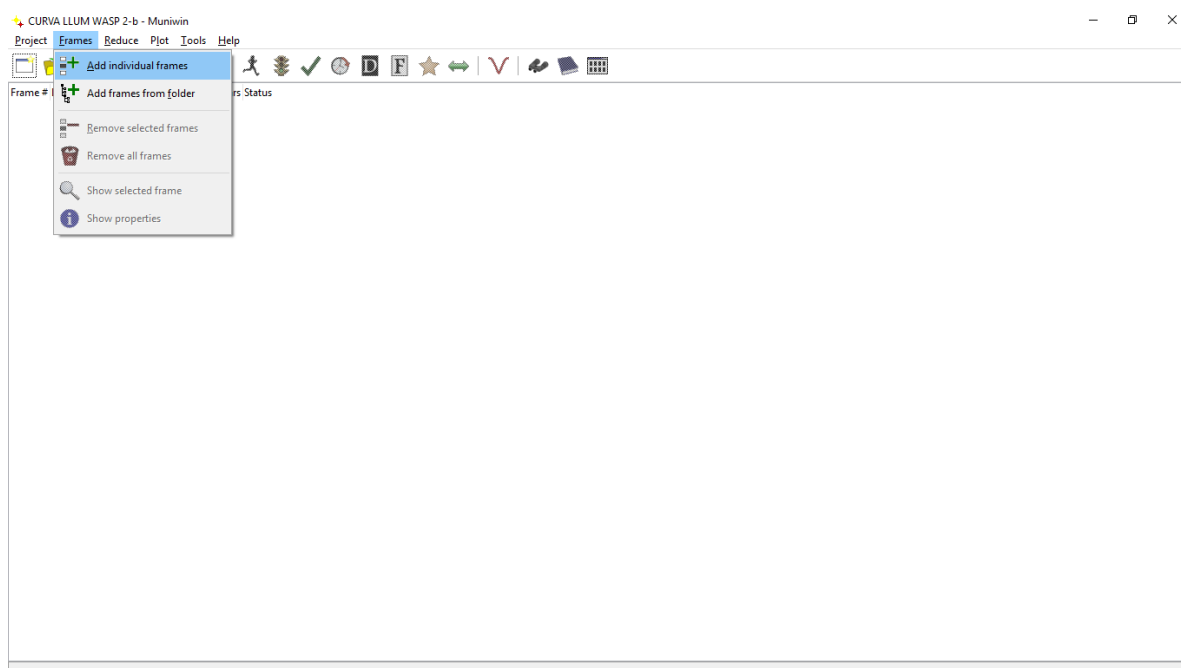 CURVA LLUM WASP 2-b - Muniwin
Project Frames Reduce Plot Tools Help
D F
Frame # rs Status
Add individual frames
Add frames from folder
Remove selected frames
Remove all frames
Show selected frame
Show properties